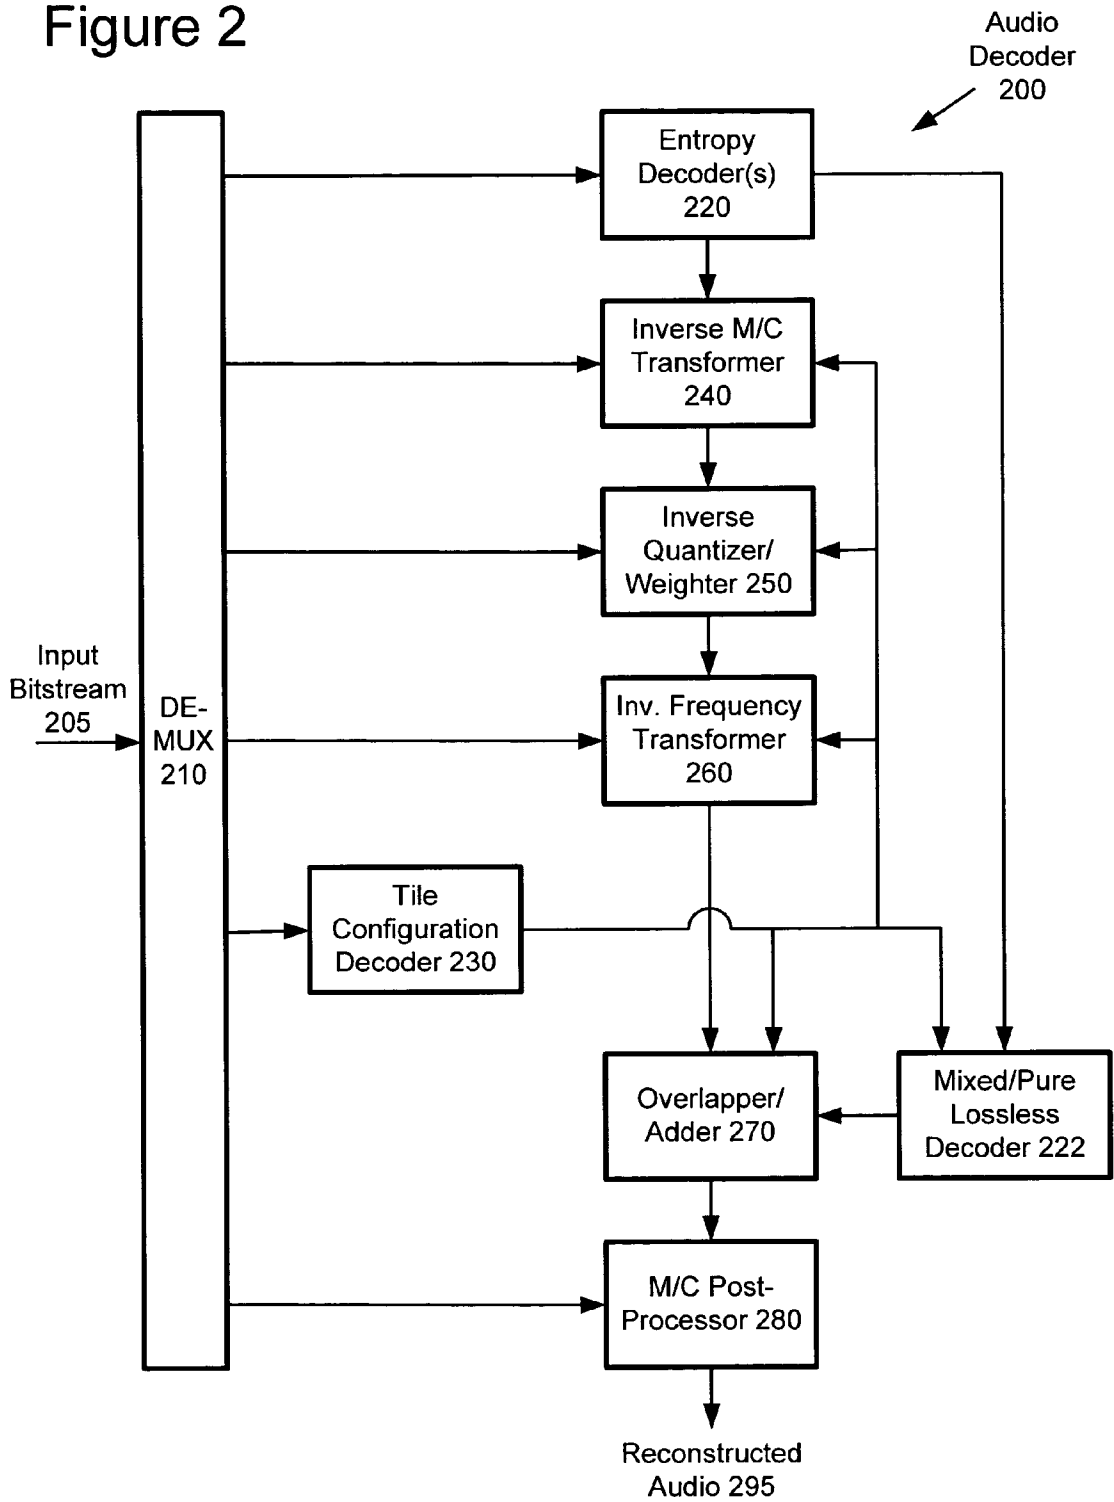 Figure 2
Audio
Decoder
200
Entropy
Decoder(s)
220
Inverse M/C
Transformer
240
Inverse
Quantizer/
Weighter 250
Input
Bitstream
205
DE-
MUX
210
Inv. Frequency
Transformer
260
Tile
Configuration
Decoder 230
Overlapper/
Adder 270
Mixed/Pure
Lossless
Decoder 222
M/C Post-
Processor 280
Reconstructed
Audio 295